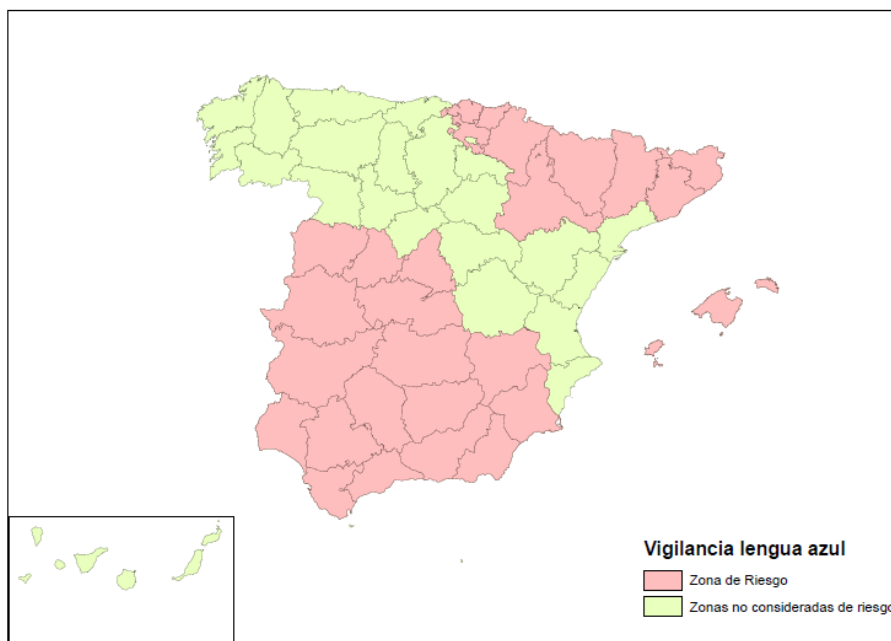 Vigilancia lengua azul
Zona de Riesgo
Zonas no consideradas de riesgo